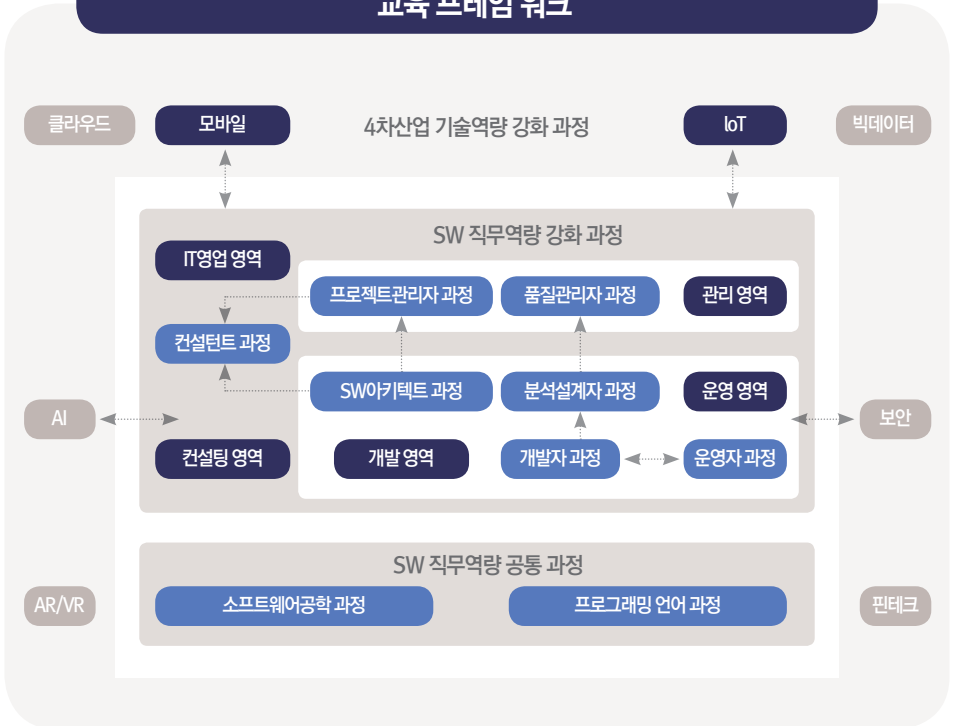 교육 프레임 워크
클라우드
모바일
4차산업 기술역량 강화 과정
IoT
빅데이터
SW 직무역량 강화 과정
IT영업 영역
프로젝트관리자 과정
품질관리자 과정
관리 영역
컨설턴트 과정
SW아키텍트 과정
분석설계자 과정
운영 영역
AI
보안
컨설팅 영역
개발 영역
개발자 과정
운영자 과정
SW 직무역량 공통 과정
AR/VR
소프트웨어공학 과정
프로그래밍 언어 과정
핀테크